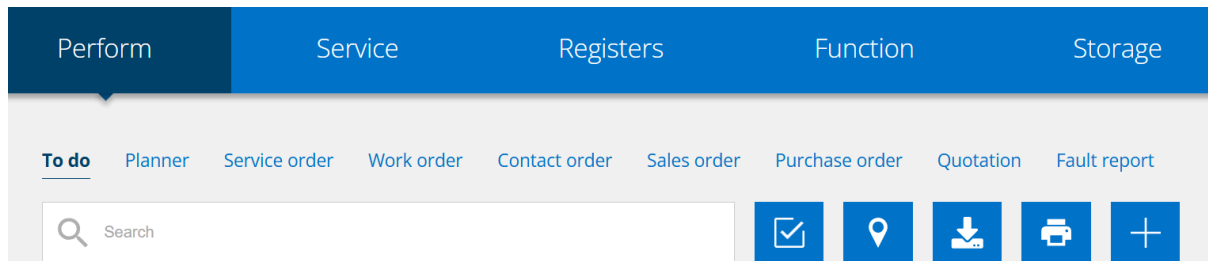 Perform Service Registers Function Storage
To do Planner Service order Work order Contact order Sales order Purchase order Quotation Fault report
Search